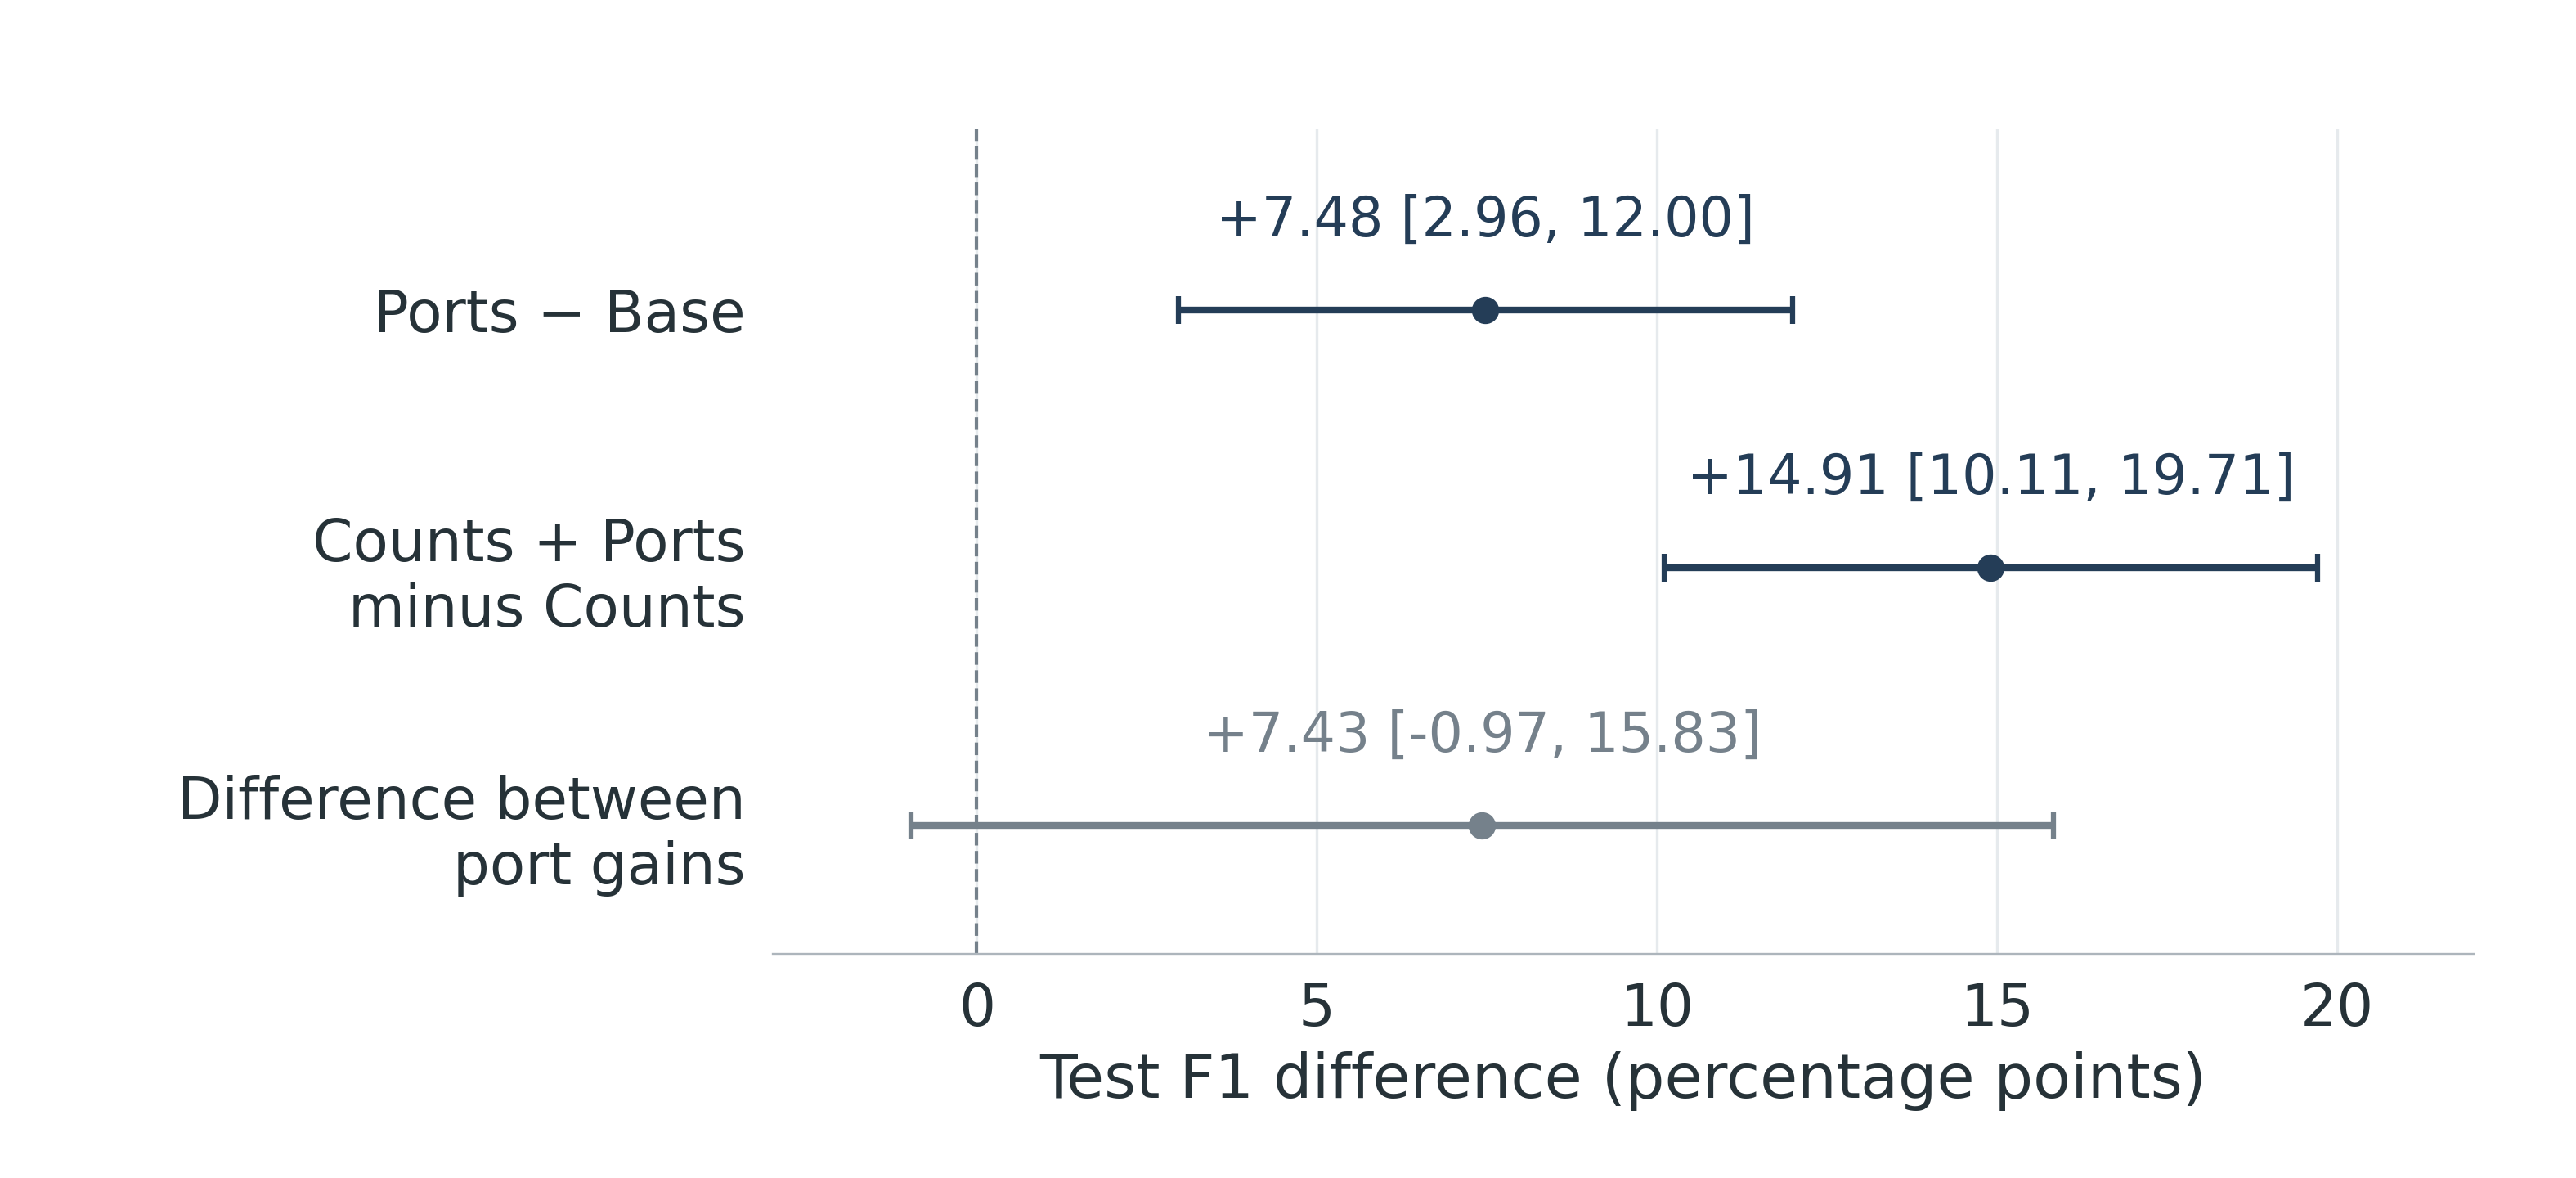 +7.48 [2.96, 12.00]
Ports − Base
+14.91 [10.11, 19.71]
Counts + Ports
minus Counts
+7.43 [-0.97, 15.83]
Difference between
port gains
0 5 10 15 20
Test F1 difference (percentage points)